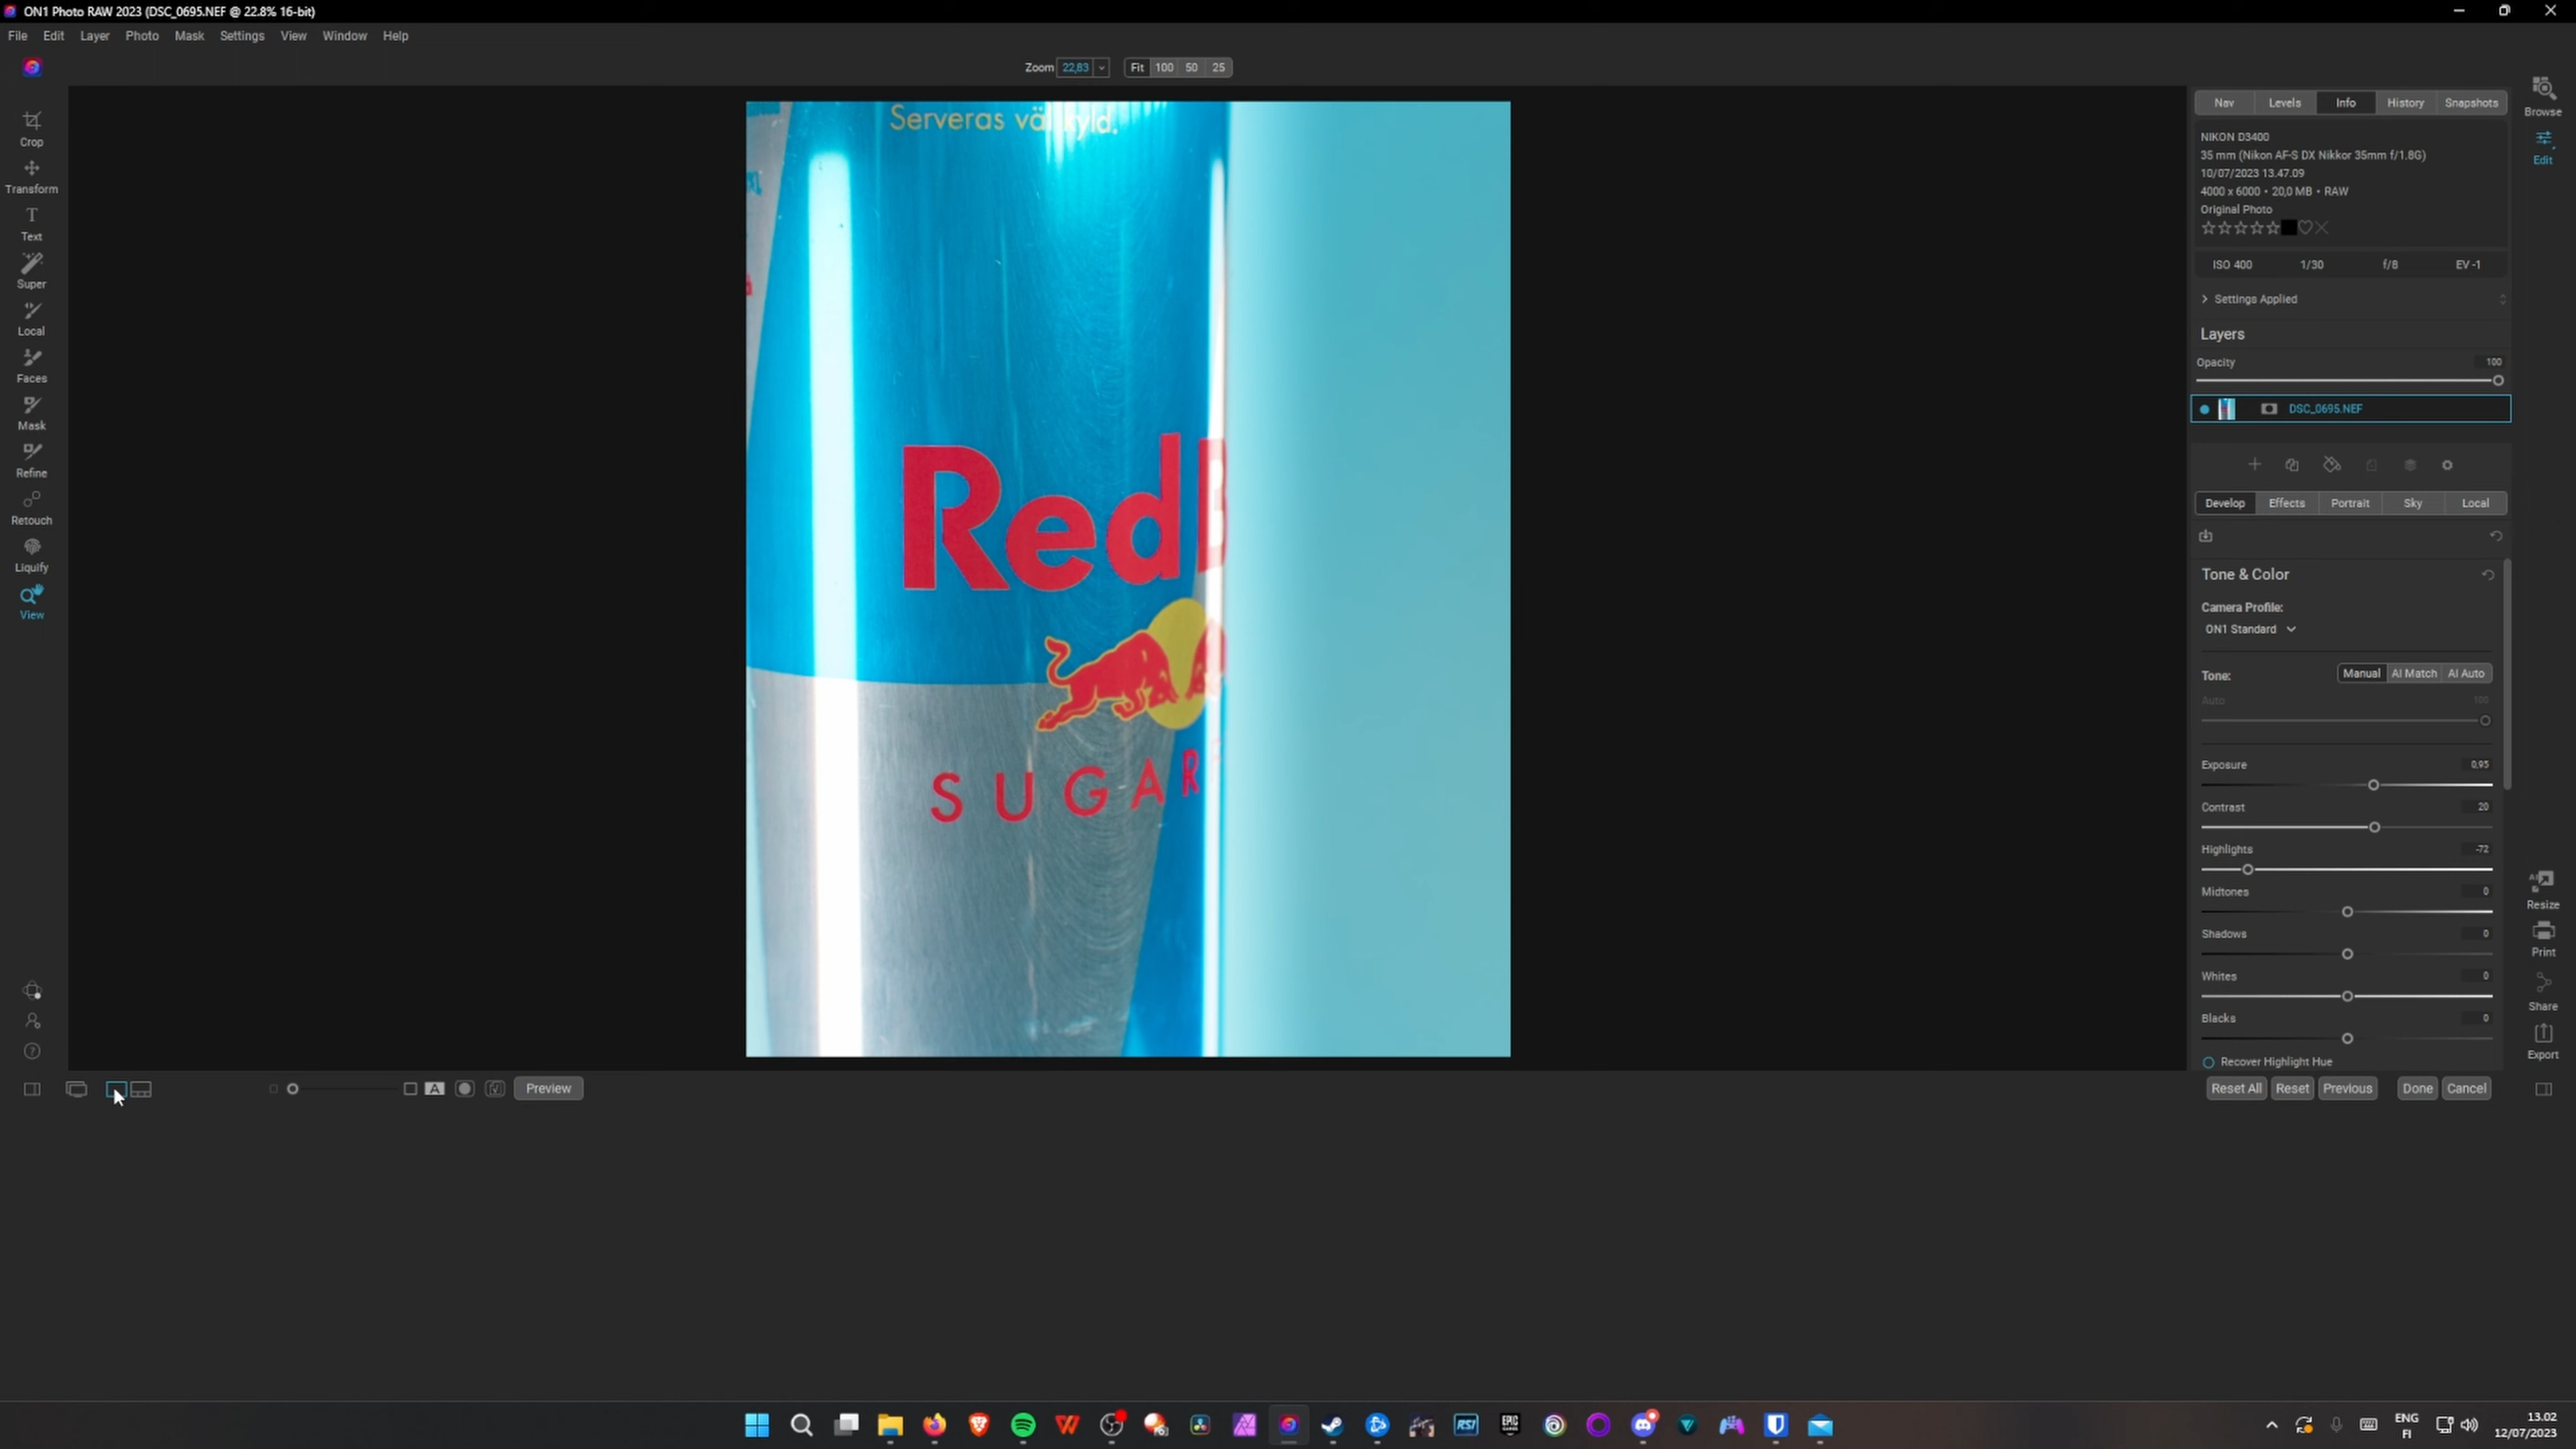 ON1 Photo RAW 2023 (DSC_0695.NEF @ 22.8% 16-bit)
File Edit Layer Photo Mask Settings View Window Help
Zoom 22,83 Fit 100 50 25
Crop
Transform
Text
Super
Local
Faces
Mask
Refine
Retouch
Liquify
View
Serveras väl kyld.
Red B
SUGAR
Nav Levels Info History Snapshots
NIKON D3400
35 mm (Nikon AF-S DX Nikkor 35mm f/1.8G)
10/07/2023 13.47.09
4000 x 6000 • 20,0 MB • RAW
Original Photo
ISO 400 1/30 f/8 EV -1
Settings Applied
Layers
Opacity 100
DSC_0695.NEF
Develop Effects Portrait Sky Local
Tone & Color
Camera Profile:
ON1 Standard
Tone: Manual AI Match AI Auto
Auto 100
Exposure 0,95
Contrast 20
Highlights -72
Midtones 0
Shadows 0
Whites 0
Blacks 0
Recover Highlight Hue
Browse
Edit
Resize
Print
Share
Export
A Preview
Reset All Reset Previous Done Cancel
RSI
EPIC GAMES
ENG
FI
13.02
12/07/2023